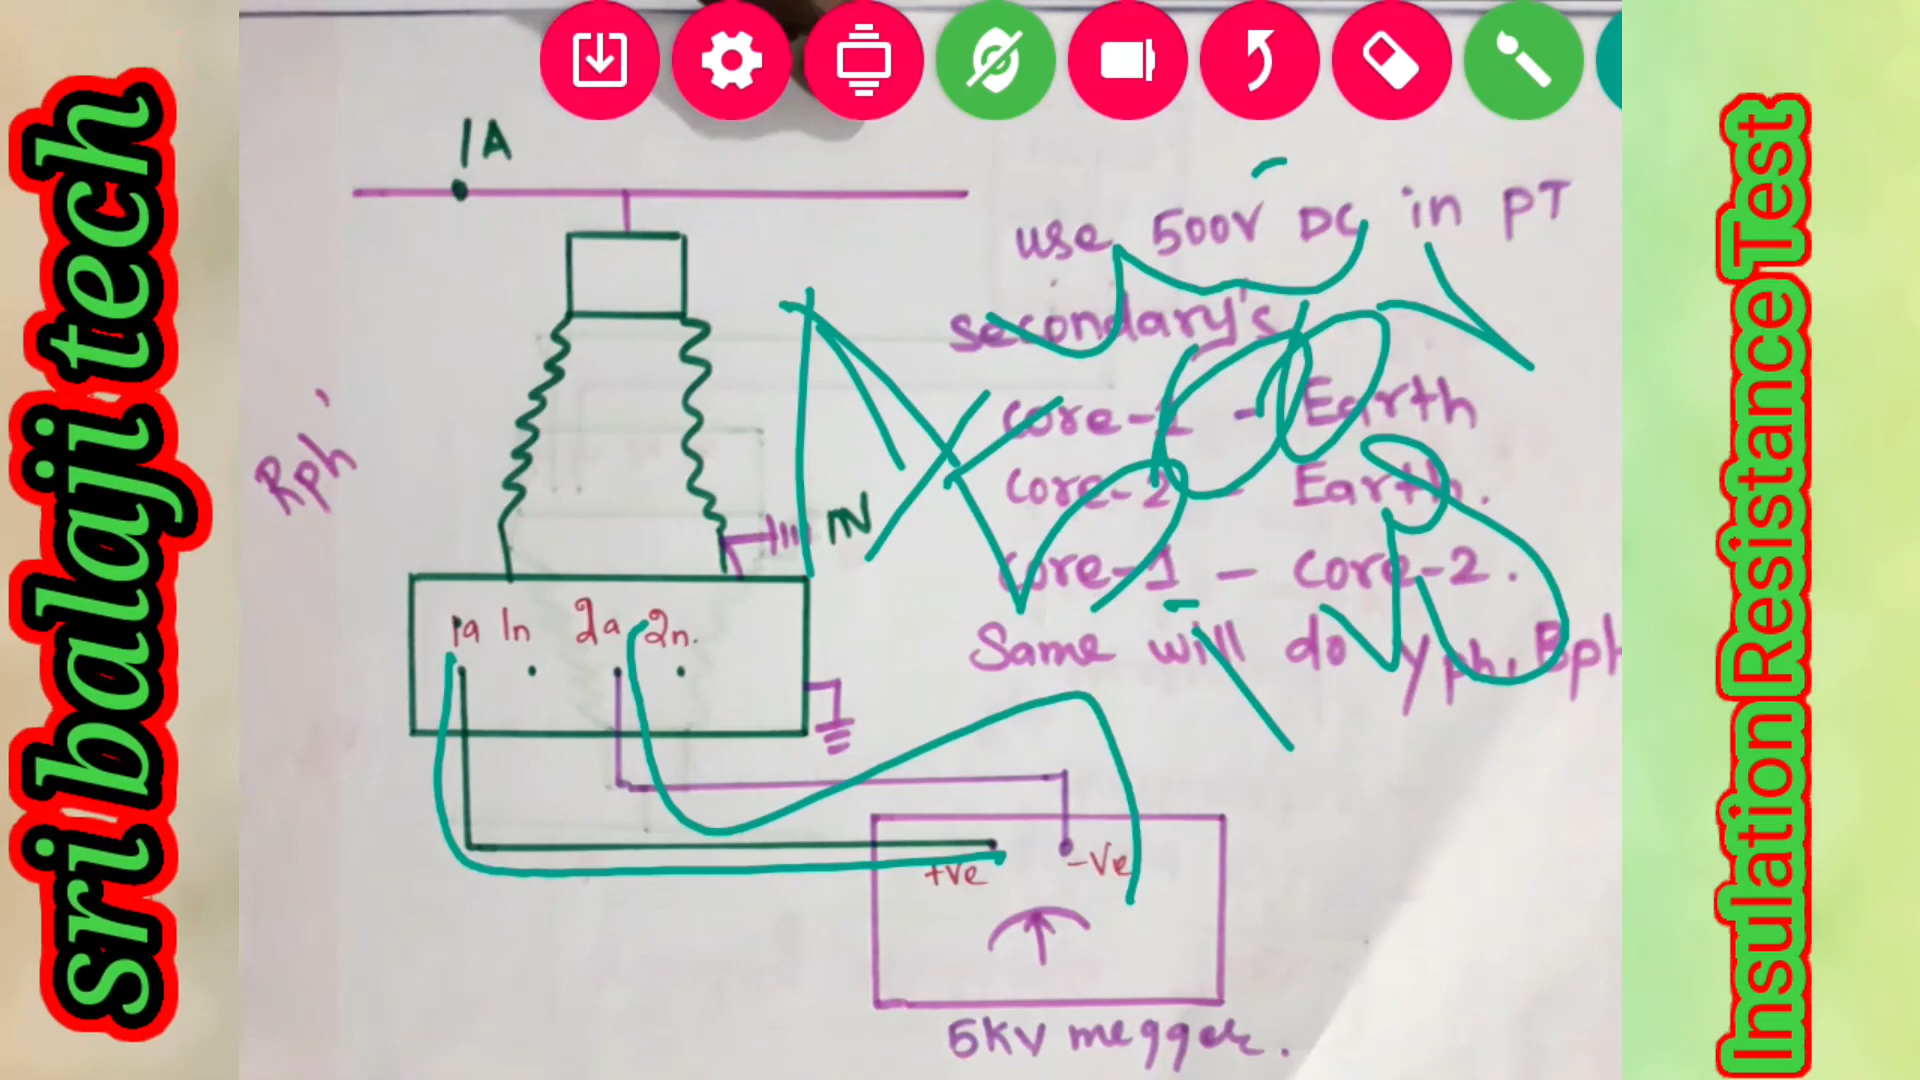 sri balaji tech
1A
use 500V DC in PT
secondary's
Rph
core-1 - Earth
core-2 - Earth.
1N
core-1 - core-2.
1a 1n 2a 2n.
Same will do yph, Bph
+ve -ve
5KV megger.
Insulation Resistance Test